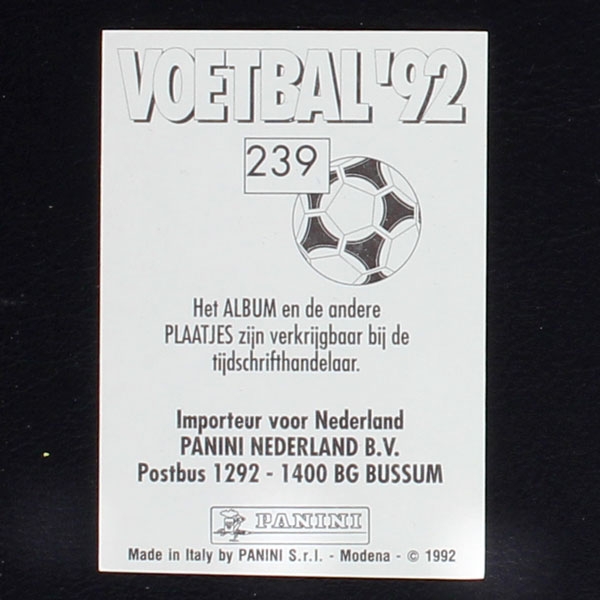 VOETBAL '92
239
Het ALBUM en de andere
PLAATJES zijn verkrijgbaar bij de
tijdschrifthandelaar.
Importeur voor Nederland
PANINI NEDERLAND B.V.
Postbus 1292 - 1400 BG BUSSUM
PANINI
Made in Italy by PANINI S.r.l. - Modena - © 1992